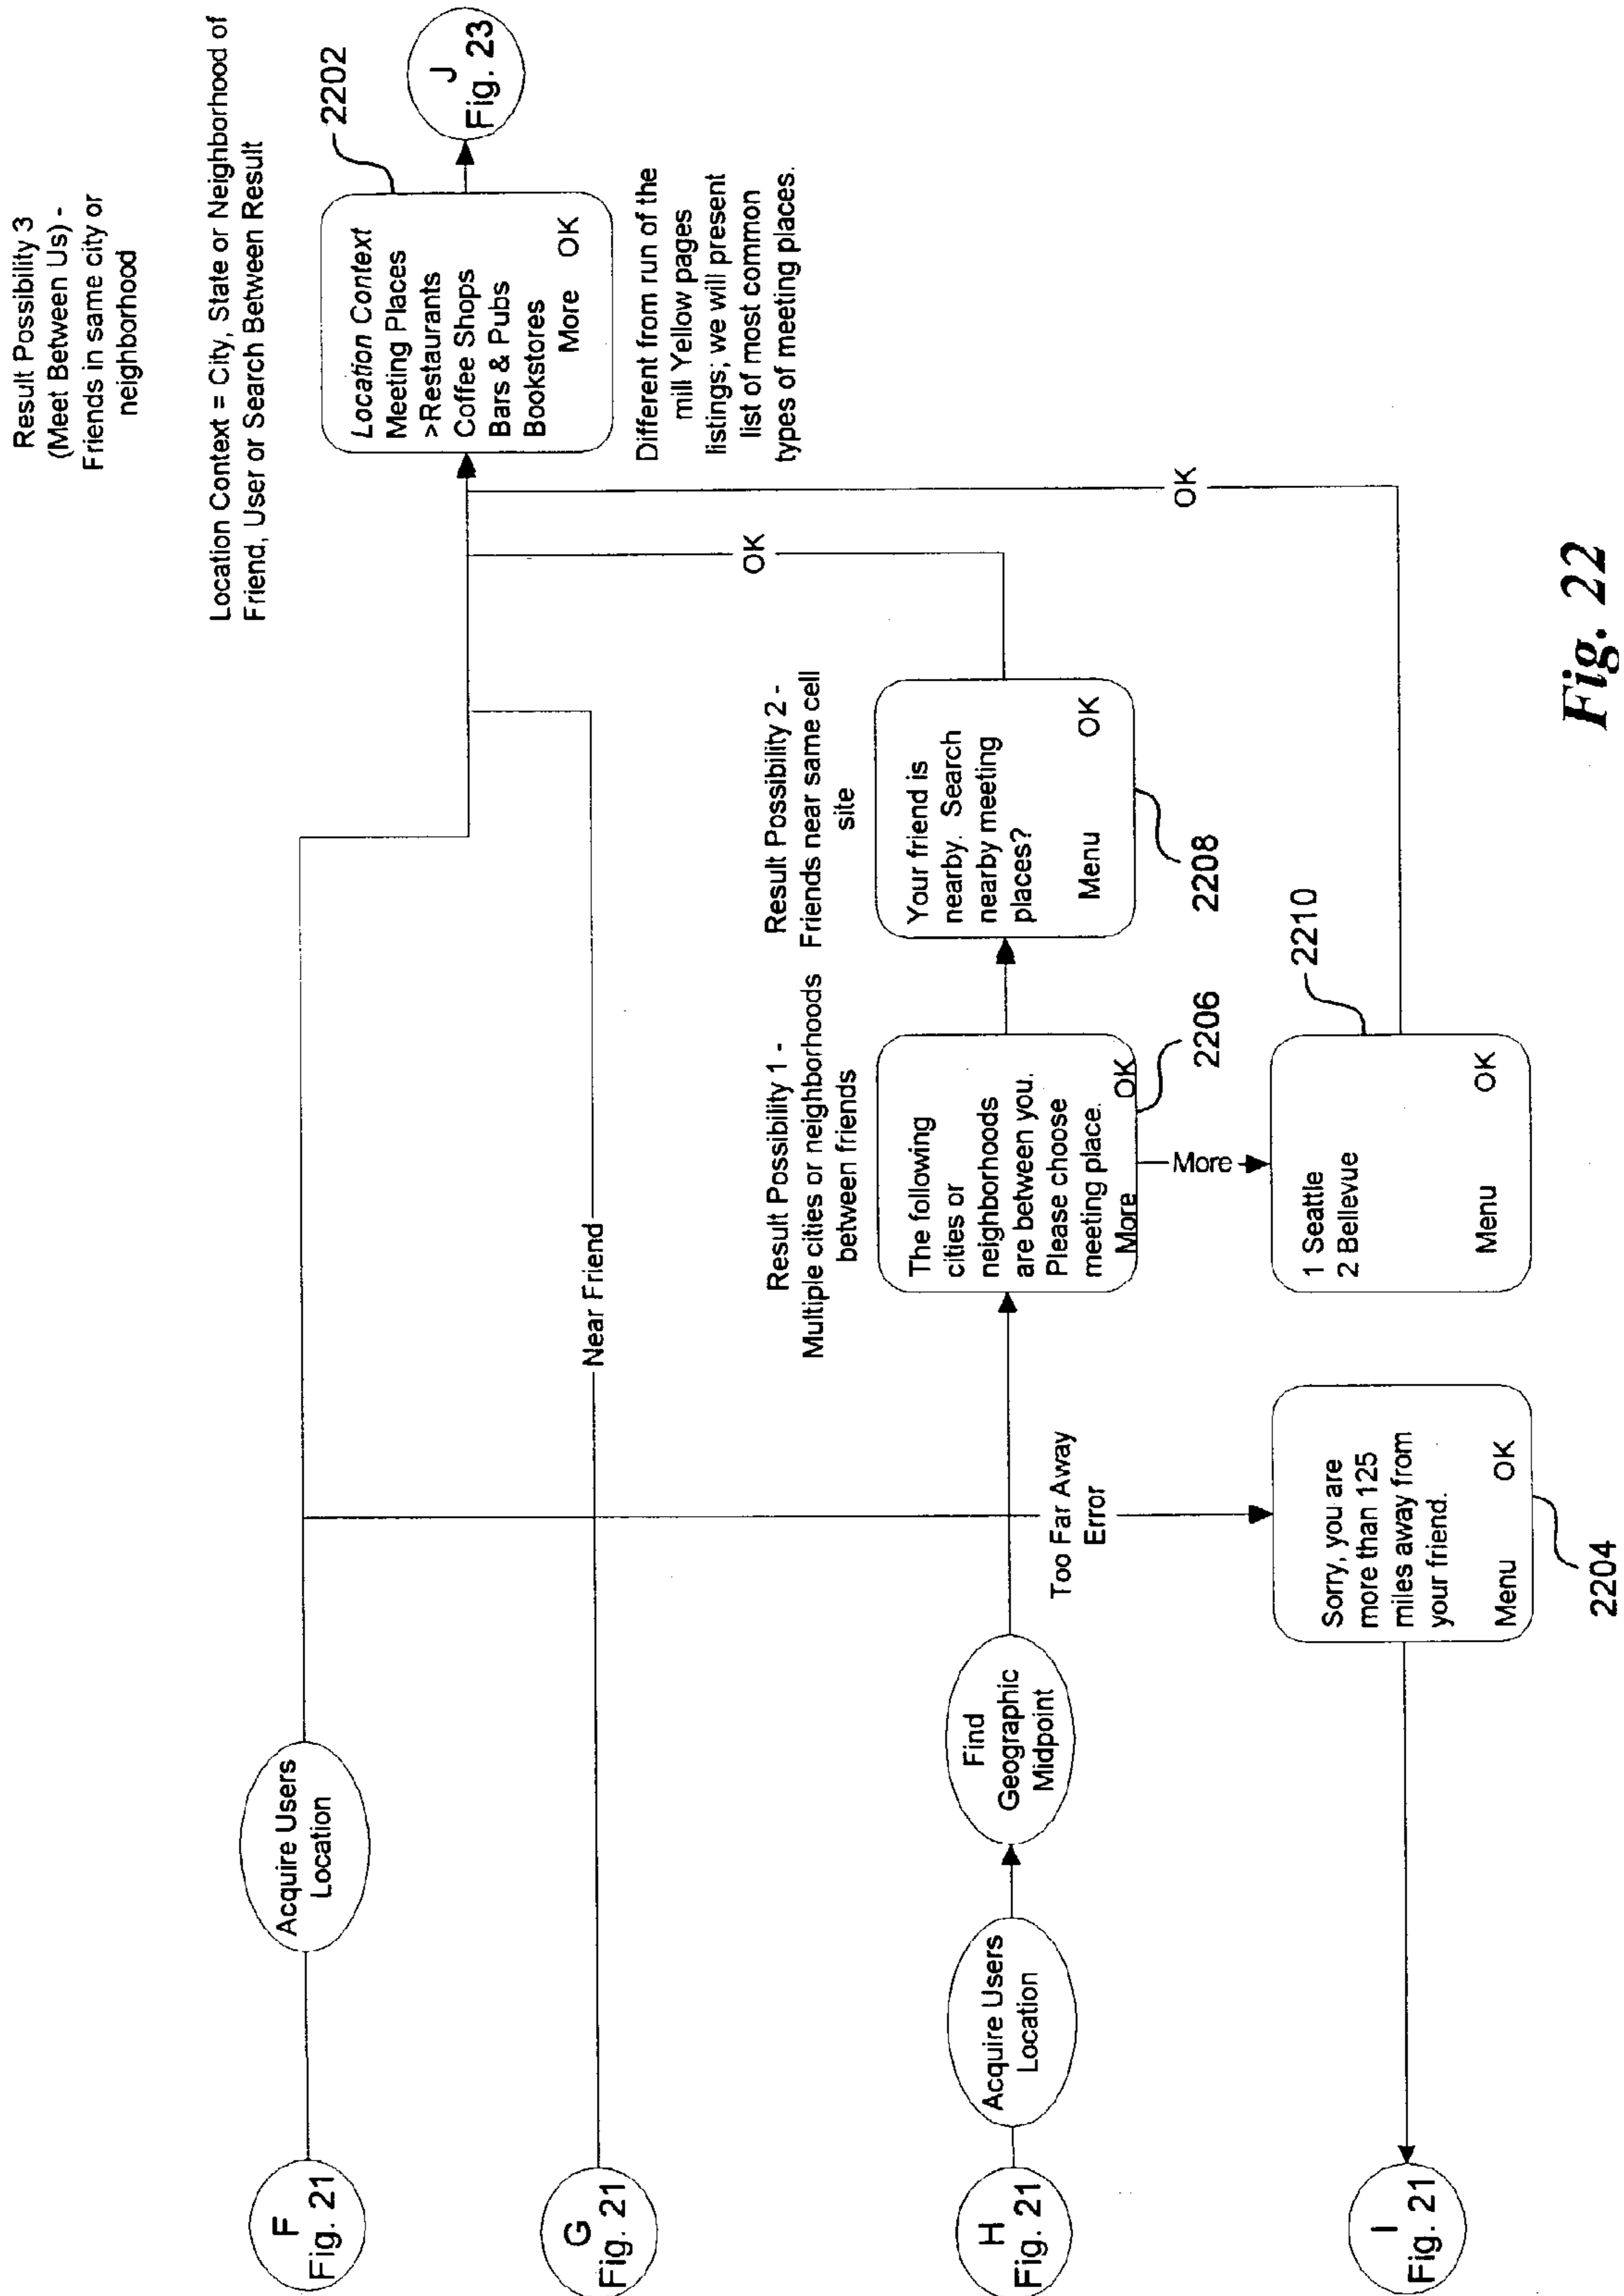 Result Possibility 3
(Meet Between Us) -
Friends in same city or
neighborhood
Location Context = City, State or Neighborhood of
Friend, User or Search Between Result
F
Fig. 21
Acquire Users
Location
2202
Location Context
Meeting Places
>Restaurants
Coffee Shops
Bars & Pubs
Bookstores
More OK
J
Fig. 23
Different from run of the
mill Yellow pages
listings; we will present
list of most common
types of meeting places.
G
Fig. 21
Near Friend
OK
H
Fig. 21
Acquire Users
Location
Find
Geographic
Midpoint
Result Possibility 1 -
Multiple cities or neighborhoods
between friends
The following
cities or
neighborhoods
are between you.
Please choose
meeting place.
More OK
2206
Result Possibility 2 -
Friends near same cell
site
Your friend is
nearby. Search
nearby meeting
places?
Menu OK
2208
Too Far Away
Error
More
OK
I
Fig. 21
Sorry, you are
more than 125
miles away from
your friend.
Menu OK
2204
1 Seattle
2 Bellevue
Menu OK
2210
Fig. 22